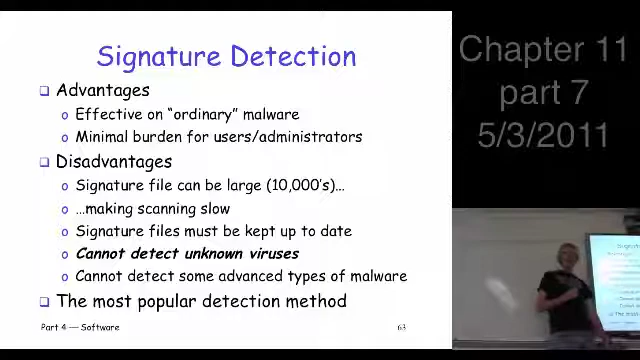 Signature Detection
Advantages
Effective on “ordinary” malware
Minimal burden for users/administrators
Disadvantages
Signature file can be large (10,000’s)…
…making scanning slow
Signature files must be kept up to date
Cannot detect unknown viruses
Cannot detect some advanced types of malware
The most popular detection method
Part 4 — Software
63
Chapter 11
part 7
5/3/2011